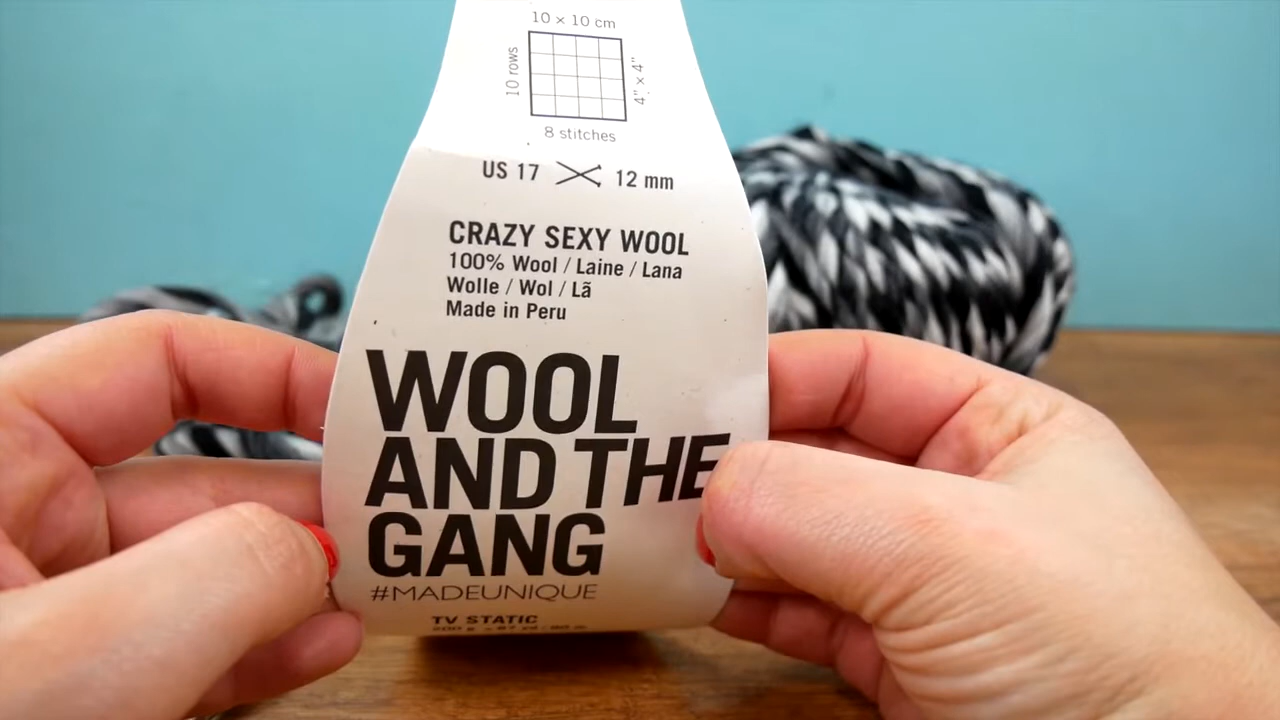 10 × 10 cm
10 rows
4" × 4"
8 stitches
US 17 12 mm
CRAZY SEXY WOOL
100% Wool / Laine / Lana
Wolle / Wol / Lã
Made in Peru
WOOL
AND THE
GANG
#MADEUNIQUE
TV STATIC